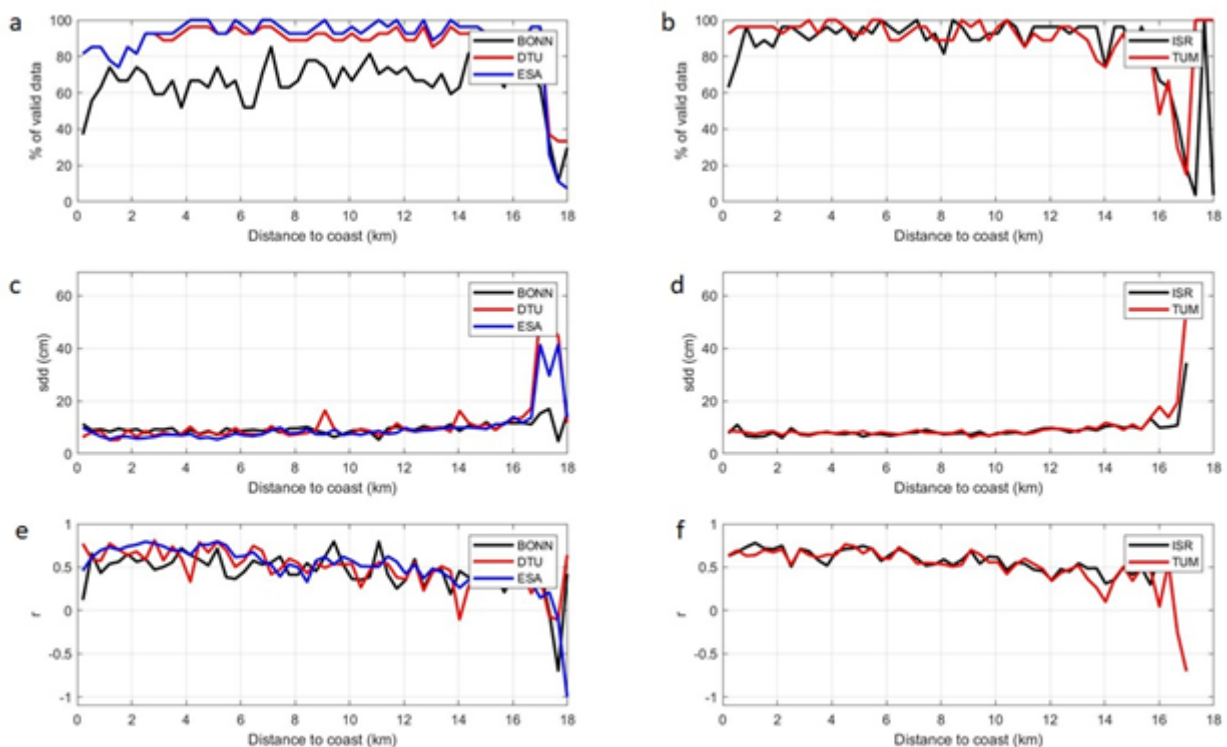 a
100
80
60
40
20
0
% of valid data
BONN
DTU
ESA
0 2 4 6 8 10 12 14 16 18
Distance to coast (km)
b
100
80
60
40
20
0
% of valid data
ISR
TUM
0 2 4 6 8 10 12 14 16 18
Distance to coast (km)
c
60
40
20
0
sdd (cm)
BONN
DTU
ESA
0 2 4 6 8 10 12 14 16 18
Distance to coast (km)
d
60
40
20
0
sdd (cm)
ISR
TUM
0 2 4 6 8 10 12 14 16 18
Distance to coast (km)
e
1
0.5
0
-0.5
-1
r
BONN
DTU
ESA
0 2 4 6 8 10 12 14 16 18
Distance to coast (km)
f
1
0.5
0
-0.5
-1
r
ISR
TUM
0 2 4 6 8 10 12 14 16 18
Distance to coast (km)